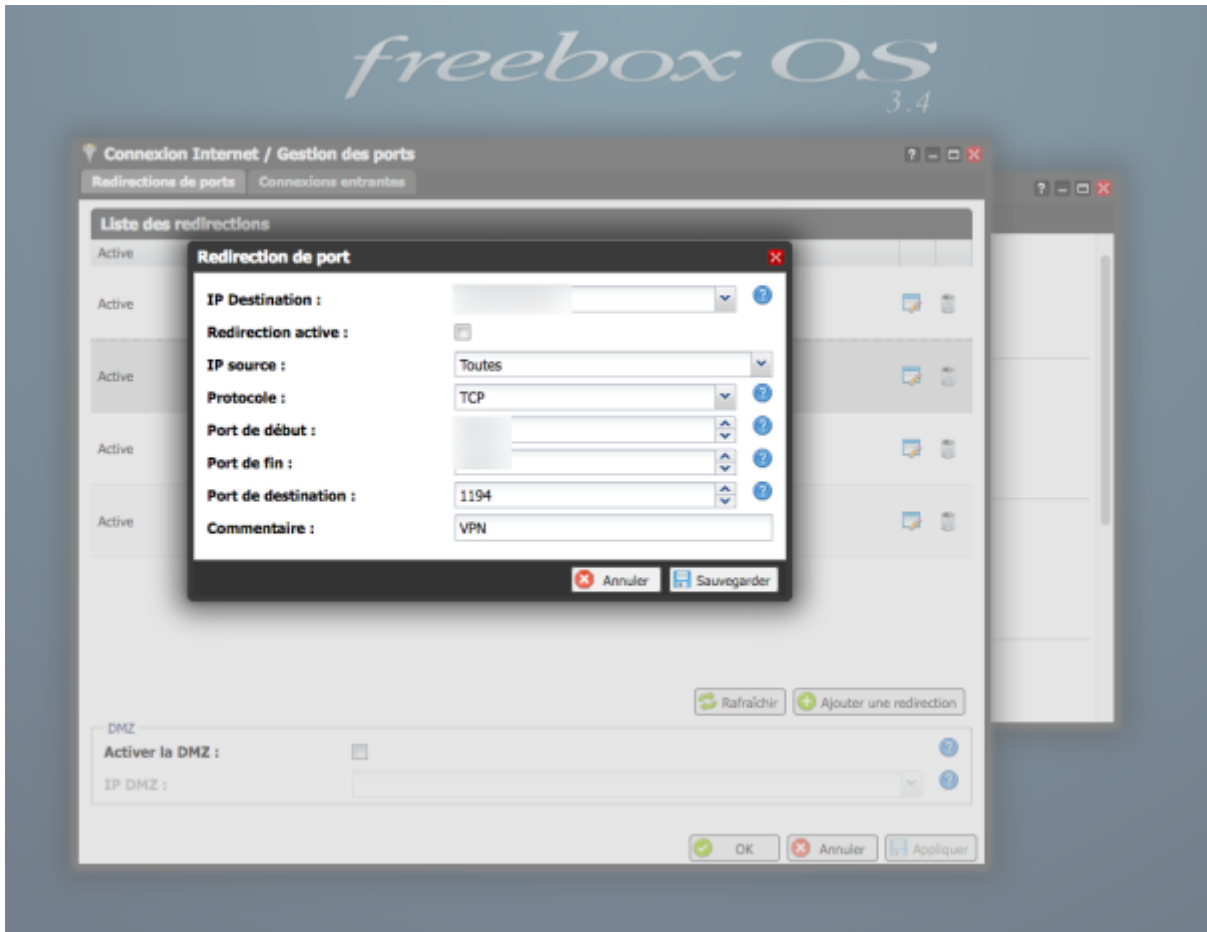 freebox OS
3.4
Connexion Internet / Gestion des ports
Redirections de ports Connexions entrantes
Liste des redirections
Active
Redirection de port
IP Destination :
Active
Redirection active :
IP source : Toutes
Active
Protocole : TCP
Port de début :
Active
Port de fin :
Port de destination : 1194
Active
Commentaire : VPN
Annuler Sauvegarder
Rafraîchir Ajouter une redirection
DMZ
Activer la DMZ :
IP DMZ :
OK Annuler Appliquer